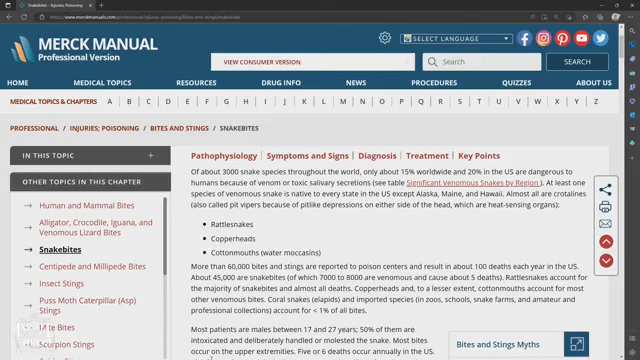 Snakebites - Injuries; Poisoning
https://www.merckmanuals.com/professional/injuries-poisoning/bites-and-stings/snakebites
MERCK MANUAL
Professional Version
SELECT LANGUAGE
VIEW CONSUMER VERSION
Search
SEARCH
HOME MEDICAL TOPICS RESOURCES DRUG INFO NEWS PROCEDURES QUIZZES ABOUT US
MEDICAL TOPICS & CHAPTERS A B C D E F G H I J K L M N O P Q R S T U V W X Y Z
PROFESSIONAL / INJURIES; POISONING / BITES AND STINGS / SNAKEBITES
IN THIS TOPIC +
OTHER TOPICS IN THIS CHAPTER
Human and Mammal Bites
Alligator, Crocodile, Iguana, and
Venomous Lizard Bites
Snakebites
Centipede and Millipede Bites
Insect Stings
Puss Moth Caterpillar (Asp)
Stings
Mite Bites
Scorpion Stings
Pathophysiology | Symptoms and Signs | Diagnosis | Treatment | Key Points
Of about 3000 snake species throughout the world, only about 15% worldwide and 20% in the US are dangerous to
humans because of venom or toxic salivary secretions (see table Significant Venomous Snakes by Region ). At least one
species of venomous snake is native to every state in the US except Alaska, Maine, and Hawaii. Almost all are crotalines
(also called pit vipers because of pitlike depressions on either side of the head, which are heat-sensing organs):
• Rattlesnakes
• Copperheads
• Cottonmouths (water moccasins)
More than 60,000 bites and stings are reported to poison centers and result in about 100 deaths each year in the US.
About 45,000 are snakebites (of which 7000 to 8000 are venomous and cause about 5 deaths). Rattlesnakes account for
the majority of snakebites and almost all deaths. Copperheads and, to a lesser extent, cottonmouths account for most
other venomous bites. Coral snakes (elapids) and imported species (in zoos, schools, snake farms, and amateur and
professional collections) account for < 1% of all bites.
Most patients are males between 17 and 27 years; 50% of them are
intoxicated and deliberately handled or molested the snake. Most bites
occur on the upper extremities. Five or 6 deaths occur annually in the US.
Bites and Stings Myths